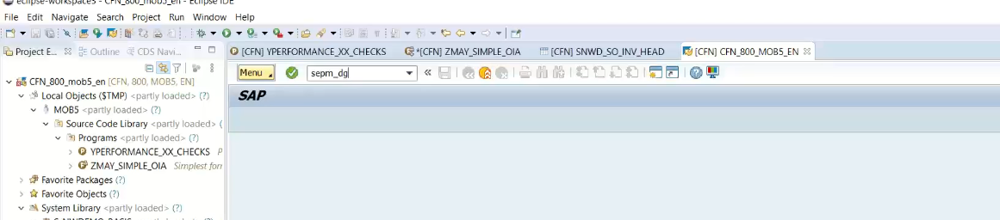 eclipse-workspace3 - CFN_800_mob5_en - Eclipse IDE
File Edit Navigate Search Project Run Window Help
Project E... Outline CDS Navi...
[CFN] YPERFORMANCE_XX_CHECKS *[CFN] ZMAY_SIMPLE_OIA [CFN] SNWD_SO_INV_HEAD [CFN] CFN_800_MOB5_EN
Menu sepm_dg
CFN_800_mob5_en [CFN, 800, MOB5, EN]
SAP
Local Objects ($TMP) <partly loaded> (?)
MOB5 <partly loaded> (?)
Source Code Library <partly loaded> (
Programs <partly loaded> (?)
YPERFORMANCE_XX_CHECKS P
ZMAY_SIMPLE_OIA Simplest for
Favorite Packages (?)
Favorite Objects (?)
System Library <partly loaded> (?)